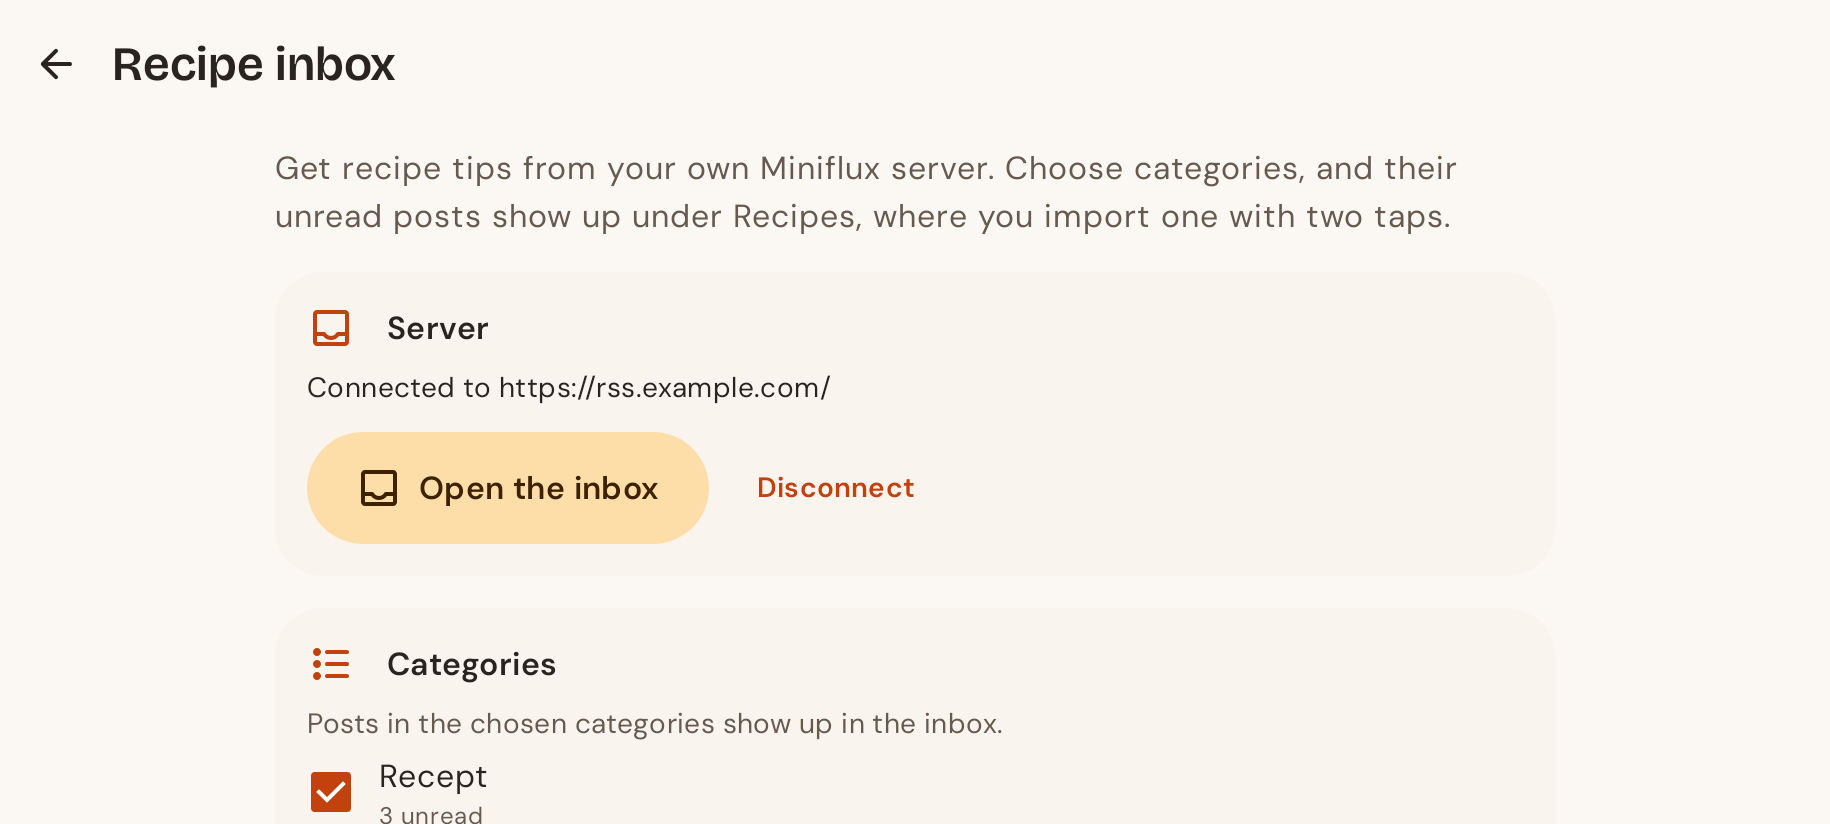 Recipe inbox
Get recipe tips from your own Miniflux server. Choose categories, and their
unread posts show up under Recipes, where you import one with two taps.
Server
Connected to https://rss.example.com/
Open the inbox
Disconnect
Categories
Posts in the chosen categories show up in the inbox.
Recept
3 unread